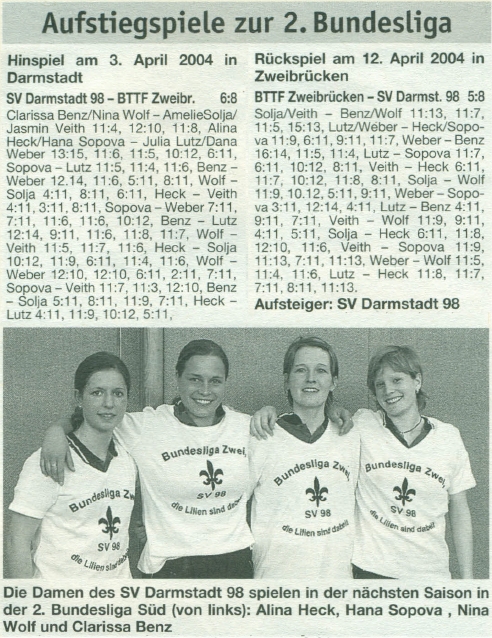 Aufstiegspiele zur 2. Bundesliga
Hinspiel am 3. April 2004 in
Darmstadt
SV Darmstadt 98 – BTTF Zweibr. 6:8
Clarissa Benz/Nina Wolf – AmelieSolja/
Jasmin Veith 11:4, 12:10, 11:8, Alina
Heck/Hana Sopova – Julia Lutz/Dana
Weber 13:15, 11:6, 11:5, 10:12, 6:11,
Sopova – Lutz 11:5, 11:4, 11:6, Benz –
Weber 12.14, 11:6, 5:11, 8:11, Wolf –
Solja 4:11, 8:11, 6:11, Heck – Veith
4:11, 3:11, 8:11, Sopova – Weber 7:11,
7:11, 11:6, 11:6, 10:12, Benz – Lutz
12:14, 9:11, 11:6, 11:8, 11:7, Wolf –
Veith 11:5, 11:7, 11:6, Heck – Solja
10:12, 11:9, 6:11, 11:4, 11:6, Wolf –
Weber 12:10, 12:10, 6:11, 2:11, 7:11,
Sopova – Veith 11:7, 11:3, 12:10, Benz
– Solja 5:11, 8:11, 11:9, 7:11, Heck –
Lutz 4:11, 11:9, 10:12, 5:11,
Rückspiel am 12. April 2004 in
Zweibrücken
BTTF Zweibrücken – SV Darmst. 98 5:8
Solja/Veith – Benz/Wolf 11:13, 11:7,
11:5, 15:13, Lutz/Weber – Heck/Sopo-
va 11:9, 6:11, 9:11, 11:7, Weber – Benz
16:14, 11:5, 11:4, Lutz – Sopova 11:7,
6:11, 10:12, 8:11, Veith – Heck 6:11,
11:7, 10:12, 11:8, 8:11, Solja – Wolf
11:9, 10:12, 5:11, 9:11, Weber – Sopo-
va 3:11, 12:14, 4:11, Lutz – Benz 4:11,
9:11, 7:11, Veith – Wolf 11:9, 9:11,
4:11, 5:11, Solja – Heck 6:11, 11:8,
12:10, 11:6, Veith – Sopova 11:9,
11:13, 7:11, 11:13, Weber – Wolf 11:5,
11:4, 11:6, Lutz – Heck 11:8, 11:7,
7:11, 8:11, 11:13.
Aufsteiger: SV Darmstadt 98
Bundesliga Zwei,
SV 98
die Lilien sind dabei!
Bundesliga Zwei,
SV 98
die Lilien sind dabei!
Bundesliga Zwei,
SV 98
die Lilien sind dabei!
Bundesliga Zwei,
SV 98
die Lilien sind dabei!
Die Damen des SV Darmstadt 98 spielen in der nächsten Saison in
der 2. Bundesliga Süd (von links): Alina Heck, Hana Sopova , Nina
Wolf und Clarissa Benz